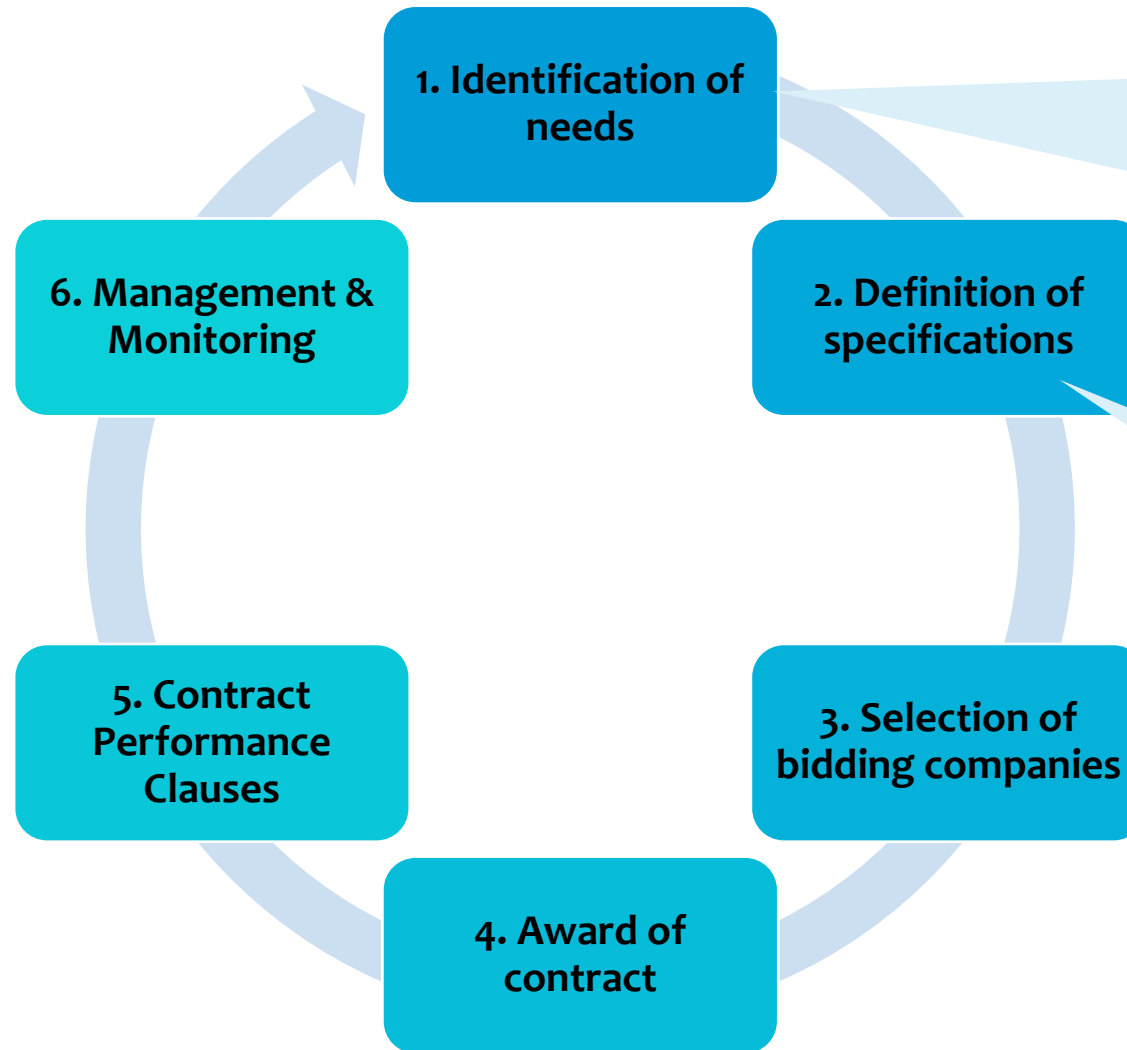 1. Identification of
needs
2. Definition of
specifications
3. Selection of
bidding companies
4. Award of
contract
5. Contract
Performance
Clauses
6. Management &
Monitoring